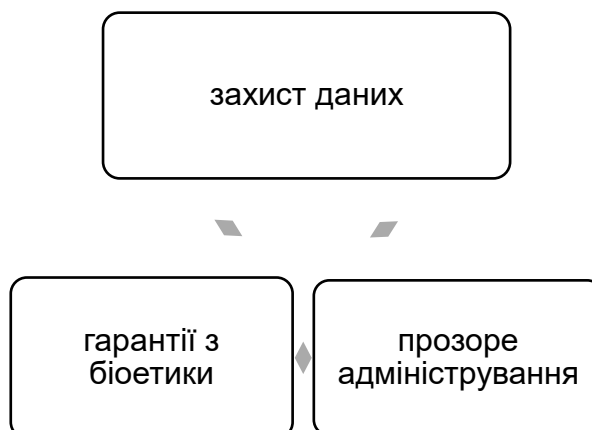 захист даних
гарантії з
біоетики
прозоре
адміністрування